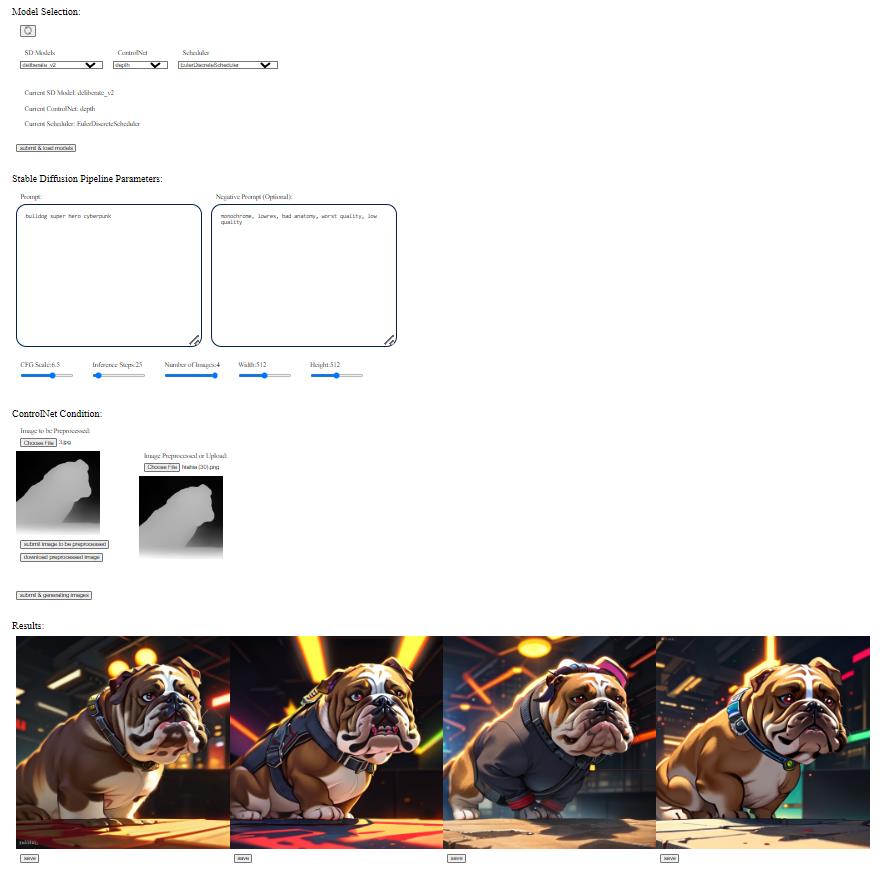 Model Selection:
SD Models ControlNet Scheduler
deliberate_v2 depth EulerDiscreteScheduler
Current SD Model: deliberate_v2
Current ControlNet: depth
Current Scheduler: EulerDiscreteScheduler
submit & load models
Stable Diffusion Pipeline Parameters:
Prompt: Negative Prompt (Optional):
bulldog super hero cyberpunk
monochrome, lowres, bad anatomy, worst quality, low
quality
CFG Scale:6.5 Inference Steps:25 Number of Images:4 Width:512 Height:512
ControlNet Condition:
Image to be Preprocessed:
Choose File 3.jpg
Image Preprocessed or Upload:
Choose File (30).png
submit image to be preprocessed
download preprocessed image
submit & generating images
Results:
save save save save